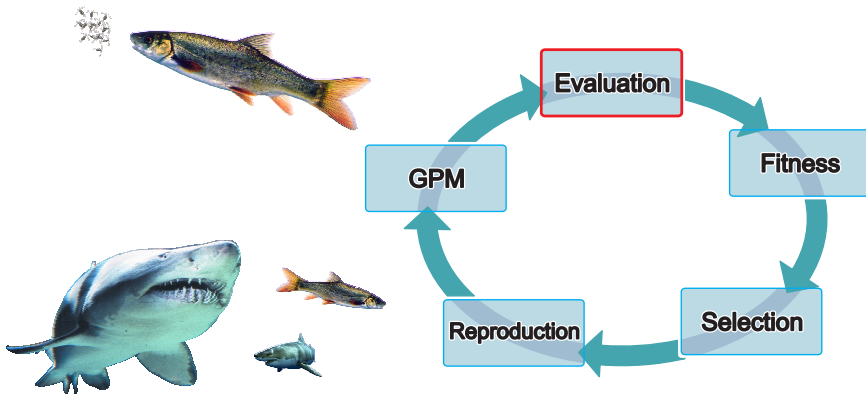 Evaluation
Fitness
GPM
Selection
Reproduction